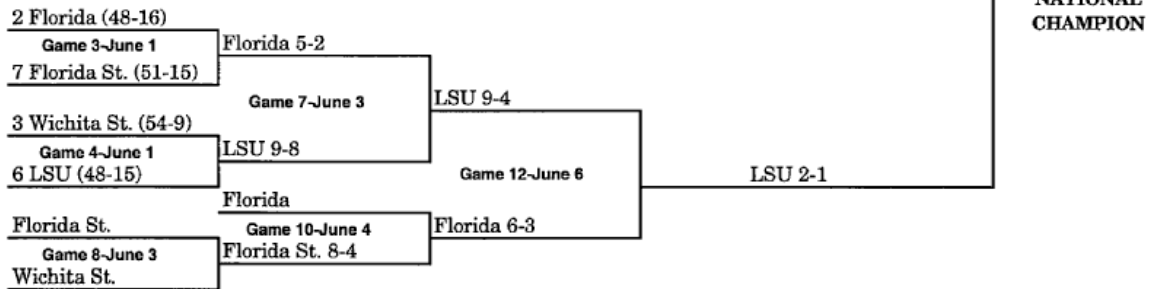 NATIONAL
CHAMPION
2 Florida (48-16)
Game 3-June 1
Florida 5-2
7 Florida St. (51-15)
Game 7-June 3
LSU 9-4
3 Wichita St. (54-9)
Game 4-June 1
LSU 9-8
6 LSU (48-15)
Game 12-June 6
LSU 2-1
Florida
Florida St.
Game 10-June 4
Florida 6-3
Game 8-June 3
Florida St. 8-4
Wichita St.